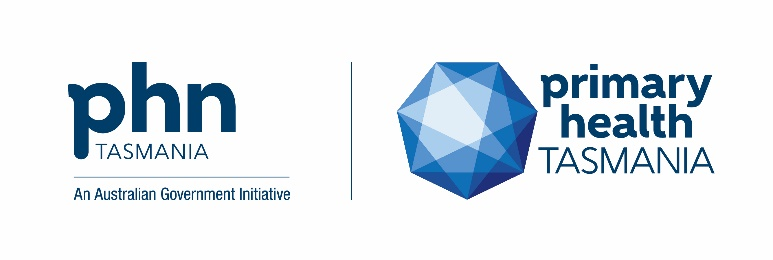 phn
TASMANIA
An Australian Government Initiative
primary
health
TASMANIA